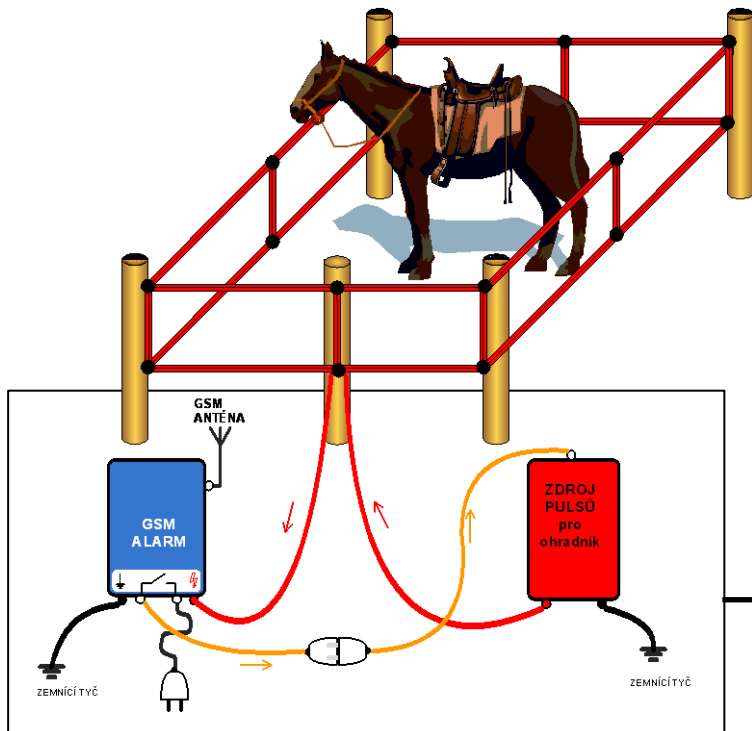 GSM
ANTÉNA
GSM
ALARM
ZDROJ
PULSŮ
pro
ohradník
ZEMNÍCÍ TYČ
ZEMNÍCÍ TYČ